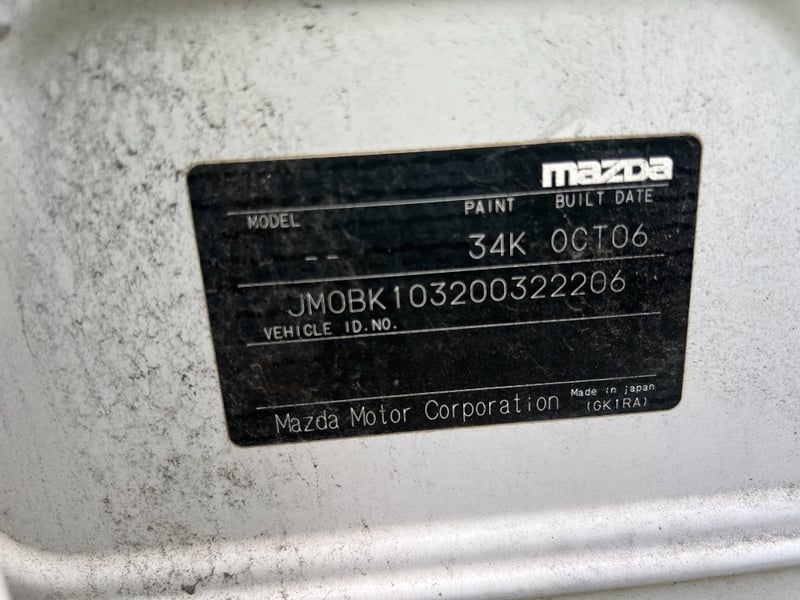 mazda
MODEL PAINT BUILT DATE
-- 34K OCT06
JM0BK103200322206
VEHICLE ID.NO.
Mazda Motor Corporation Made in japan
(GK1RA)